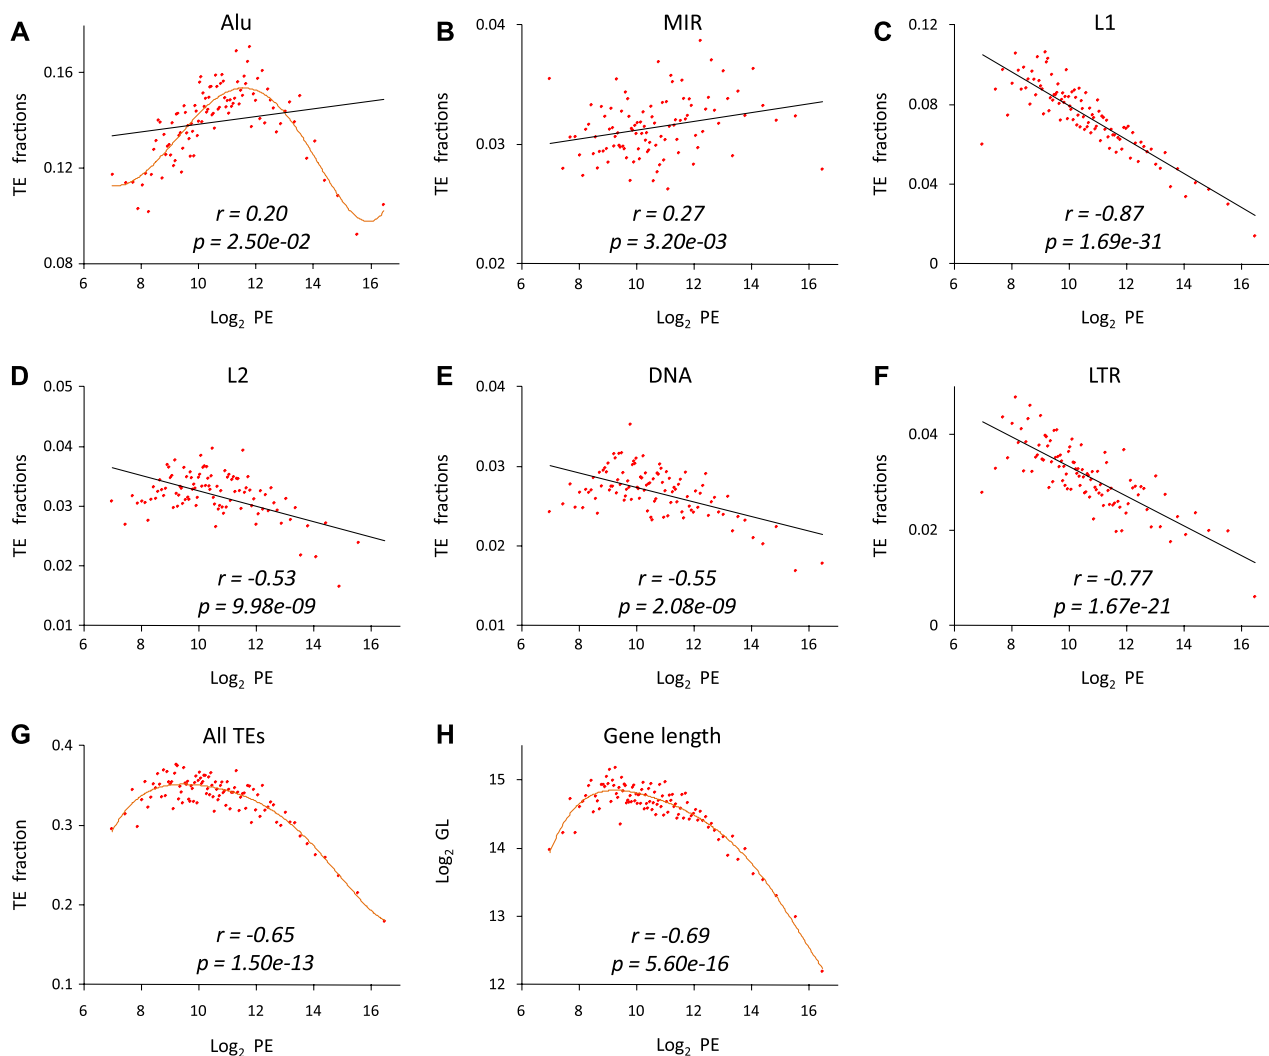 A
Alu
0.16
0.12
0.08
TE fractions
r = 0.20
p = 2.50e-02
6 8 10 12 14 16
Log2 PE
B
MIR
0.04
0.03
0.02
TE fractions
r = 0.27
p = 3.20e-03
6 8 10 12 14 16
Log2 PE
C
L1
0.12
0.08
0.04
0
TE fractions
r = -0.87
p = 1.69e-31
6 8 10 12 14 16
Log2 PE
D
L2
0.05
0.04
0.03
0.02
0.01
TE fractions
r = -0.53
p = 9.98e-09
6 8 10 12 14 16
Log2 PE
E
DNA
0.04
0.03
0.02
0.01
TE fractions
r = -0.55
p = 2.08e-09
6 8 10 12 14 16
Log2 PE
F
LTR
0.04
0.02
0
TE fractions
r = -0.77
p = 1.67e-21
6 8 10 12 14 16
Log2 PE
G
All TEs
0.4
0.3
0.2
0.1
TE fraction
r = -0.65
p = 1.50e-13
6 8 10 12 14 16
Log2 PE
H
Gene length
15
14
13
12
Log2 GL
r = -0.69
p = 5.60e-16
6 8 10 12 14 16
Log2 PE